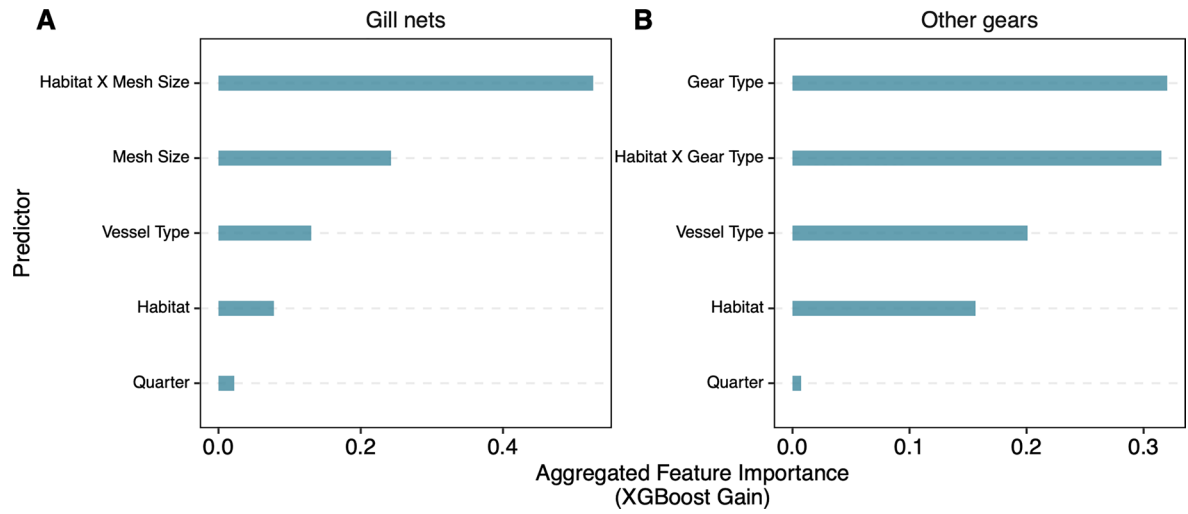 A
Gill nets
Predictor
Habitat X Mesh Size
Mesh Size
Vessel Type
Habitat
Quarter
0.0 0.2 0.4
B
Other gears
Gear Type
Habitat X Gear Type
Vessel Type
Habitat
Quarter
0.0 0.1 0.2 0.3
Aggregated Feature Importance
(XGBoost Gain)